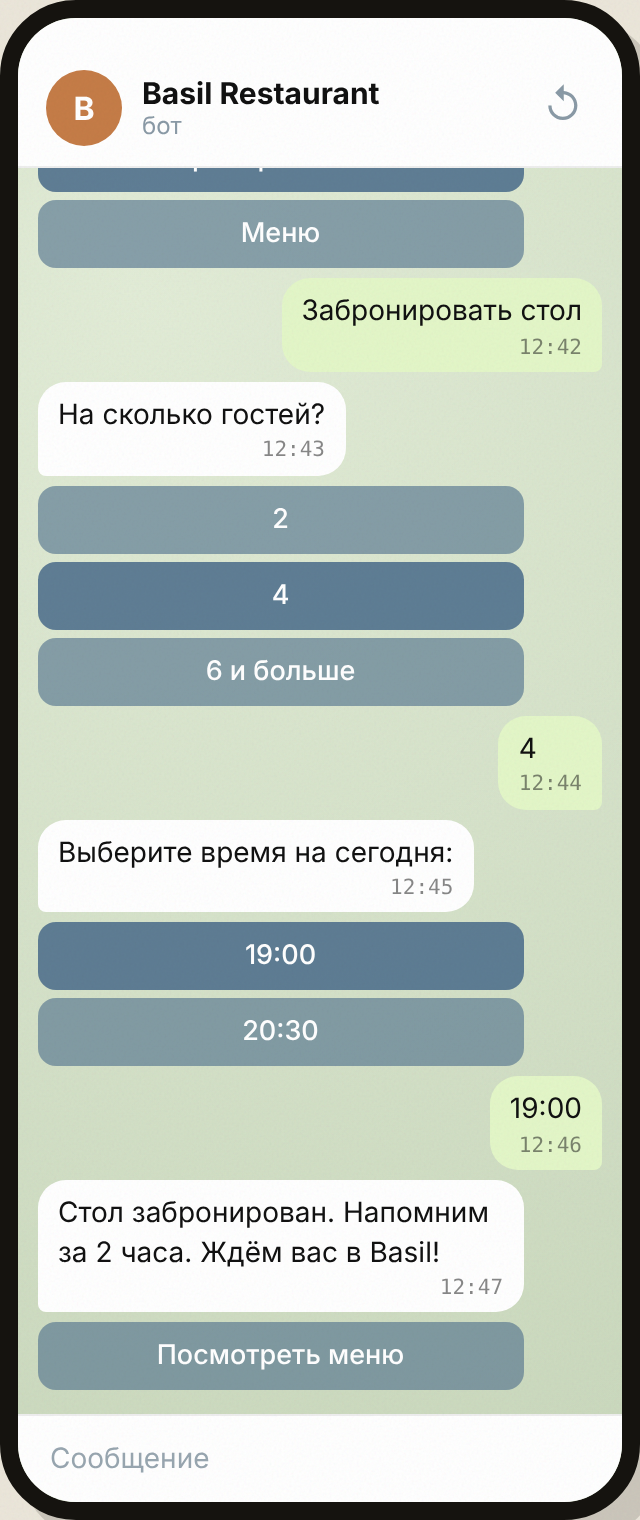 B
Basil Restaurant
бот
Меню
Забронировать стол
12:42
На сколько гостей?
12:43
2
4
6 и больше
4
12:44
Выберите время на сегодня:
12:45
19:00
20:30
19:00
12:46
Стол забронирован. Напомним
за 2 часа. Ждём вас в Basil!
12:47
Посмотреть меню
Сообщение